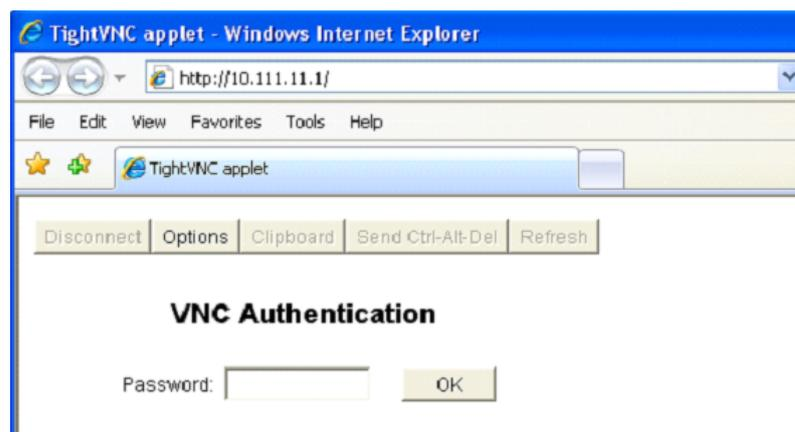 TightVNC applet - Windows Internet Explorer
http://10.111.11.1/
File Edit View Favorites Tools Help
TightVNC applet
Disconnect Options Clipboard Send Ctrl-Alt-Del Refresh
VNC Authentication
Password: OK